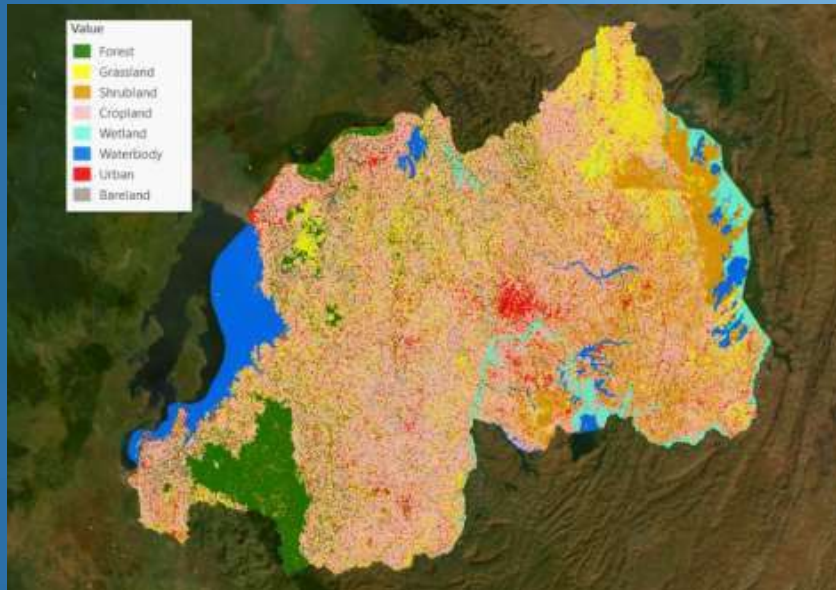 Value
Forest
Grassland
Shrubland
Cropland
Wetland
Waterbody
Urban
Bareland